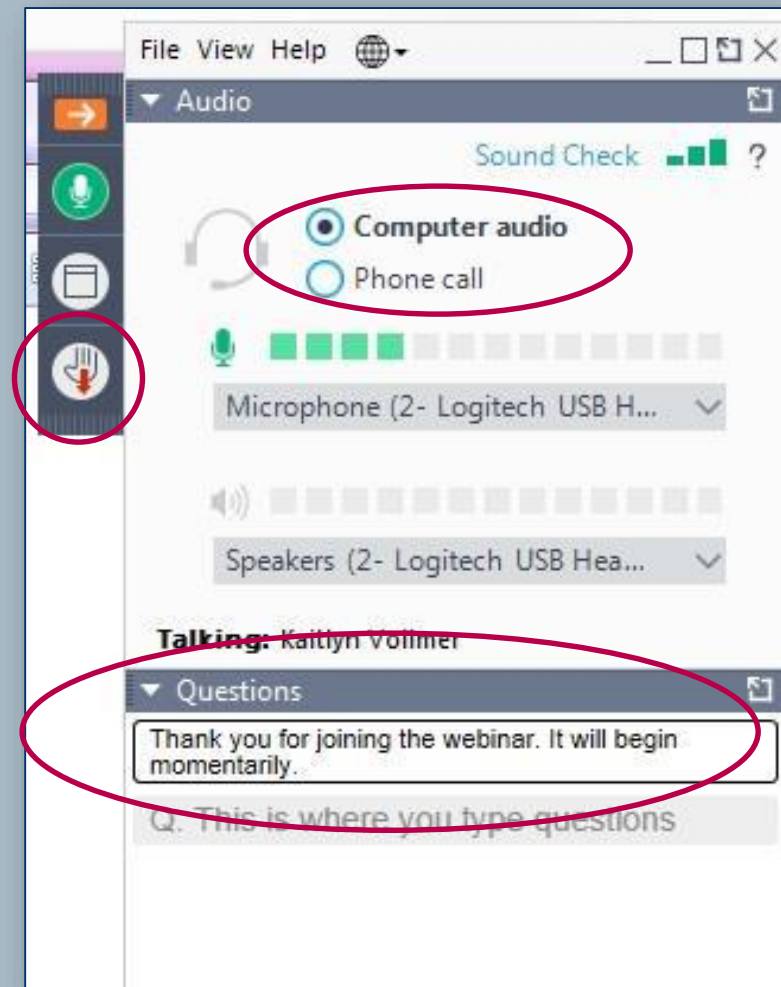 File View Help
Audio
Sound Check ?
Computer audio
Phone call
Microphone (2- Logitech USB H...
Speakers (2- Logitech USB Hea...
Talking: Kaitlyn Vollmer
Questions
Thank you for joining the webinar. It will begin
momentarily.
Q. This is where you type questions